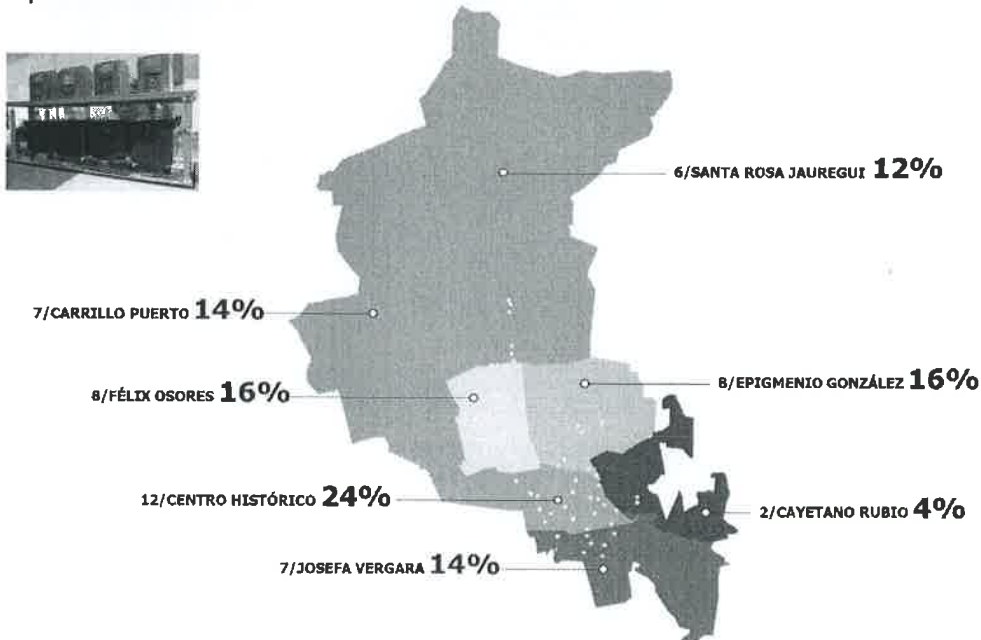 6/SANTA ROSA JAUREGUI 12%
7/CARRILLO PUERTO 14%
8/FÉLIX OSORES 16%
8/EPIGMENIO GONZÁLEZ 16%
12/CENTRO HISTÓRICO 24%
2/CAYETANO RUBIO 4%
7/JOSEFA VERGARA 14%